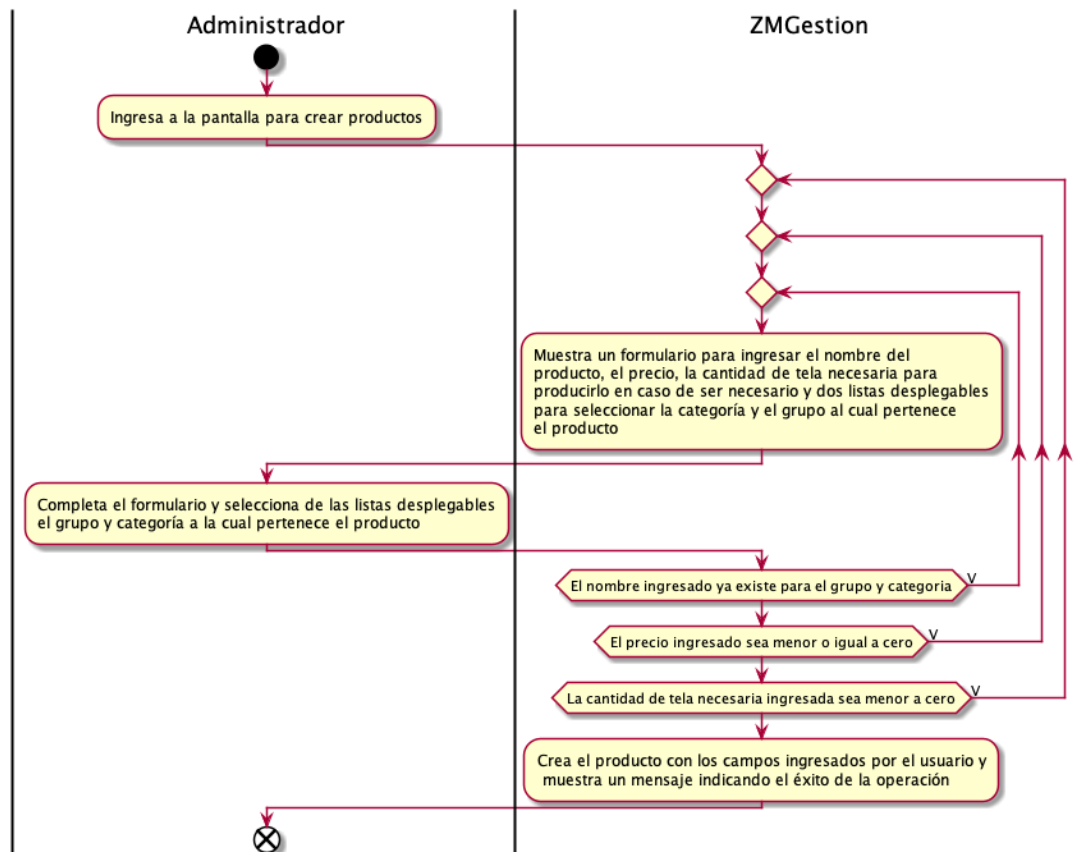 Administrador
ZMGestion
Ingresa a la pantalla para crear productos
Muestra un formulario para ingresar el nombre del
producto, el precio, la cantidad de tela necesaria para
producirlo en caso de ser necesario y dos listas desplegables
para seleccionar la categoría y el grupo al cual pertenece
el producto
Completa el formulario y selecciona de las listas desplegables
el grupo y categoría a la cual pertenece el producto
El nombre ingresado ya existe para el grupo y categoria
V
El precio ingresado sea menor o igual a cero
V
La cantidad de tela necesaria ingresada sea menor a cero
V
Crea el producto con los campos ingresados por el usuario y
muestra un mensaje indicando el éxito de la operación